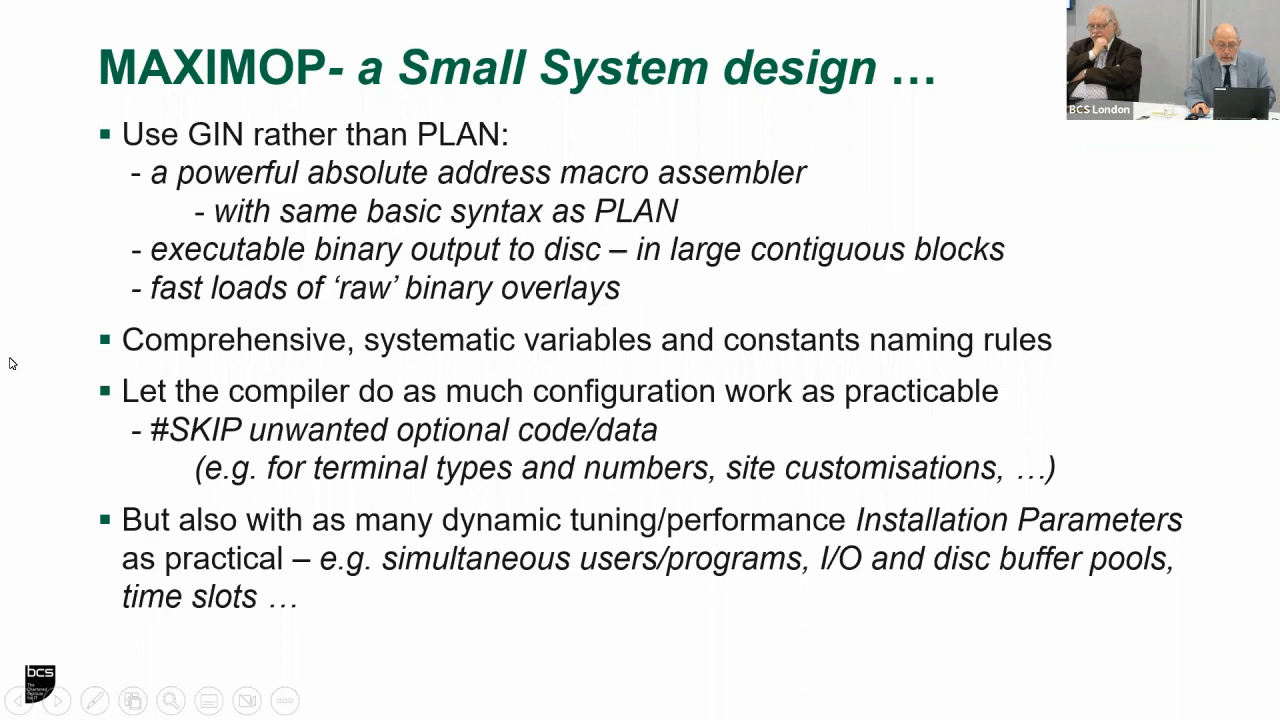 MAXIMOP- a Small System design …
BCS London
▪ Use GIN rather than PLAN:
- a powerful absolute address macro assembler
- with same basic syntax as PLAN
- executable binary output to disc – in large contiguous blocks
- fast loads of ‘raw’ binary overlays
▪ Comprehensive, systematic variables and constants naming rules
▪ Let the compiler do as much configuration work as practicable
- #SKIP unwanted optional code/data
(e.g. for terminal types and numbers, site customisations, …)
▪ But also with as many dynamic tuning/performance Installation Parameters
as practical – e.g. simultaneous users/programs, I/O and disc buffer pools,
time slots …
bcs